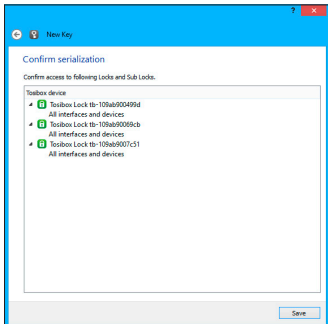 ?
New Key
Confirm serialization
Confirm access to following Locks and Sub Locks.
Tosibox device
Tosibox Lock tb-109ab900499d
All interfaces and devices
Tosibox Lock tb-109ab90069cb
All interfaces and devices
Tosibox Lock tb-109ab9007c51
All interfaces and devices
Save